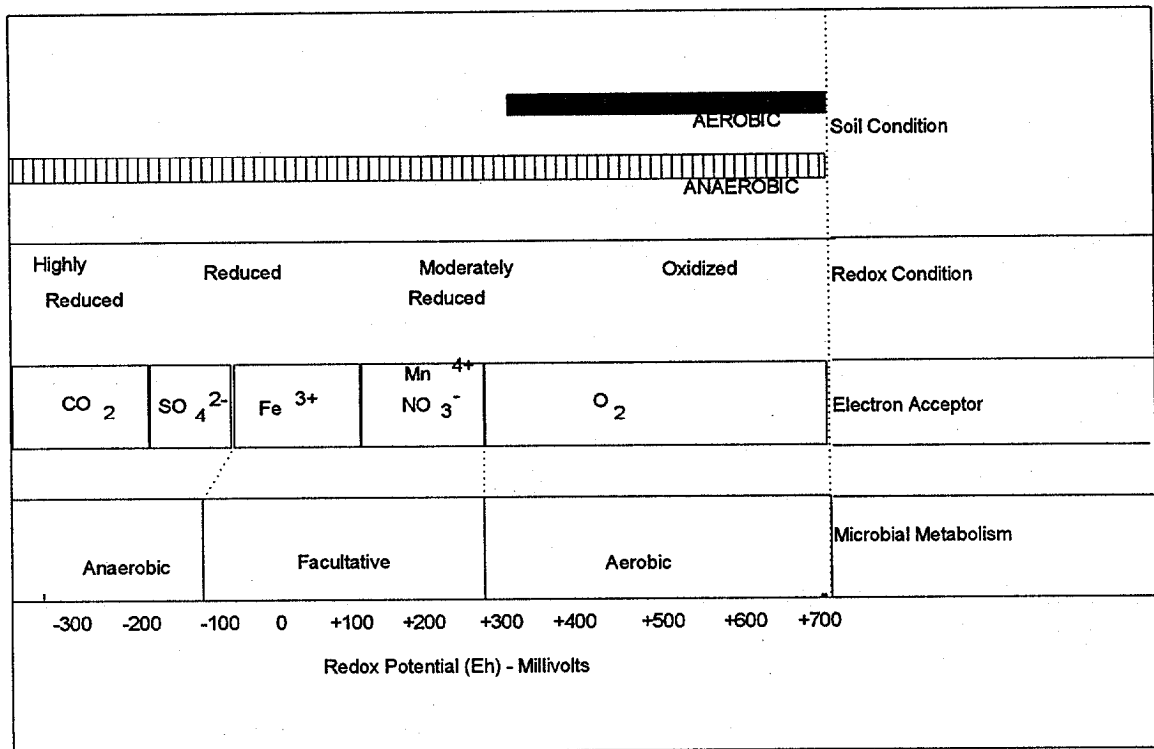 AEROBIC
Soil Condition
ANAEROBIC
Highly Reduced
Reduced
Moderately Reduced
Oxidized
Redox Condition
CO 2
SO 4 2-
Fe 3+
Mn 4+
NO 3 -
O 2
Electron Acceptor
Anaerobic
Facultative
Aerobic
Microbial Metabolism
-300 -200 -100 0 +100 +200 +300 +400 +500 +600 +700
Redox Potential (Eh) - Millivolts